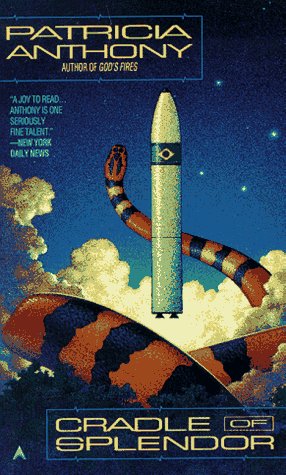 PATRICIA
ANTHONY
AUTHOR OF GOD'S FIRES
"A JOY TO READ...
ANTHONY IS ONE
SERIOUSLY
FINE TALENT."
—NEW YORK
DAILY NEWS
CRADLE OF
SPLENDOR